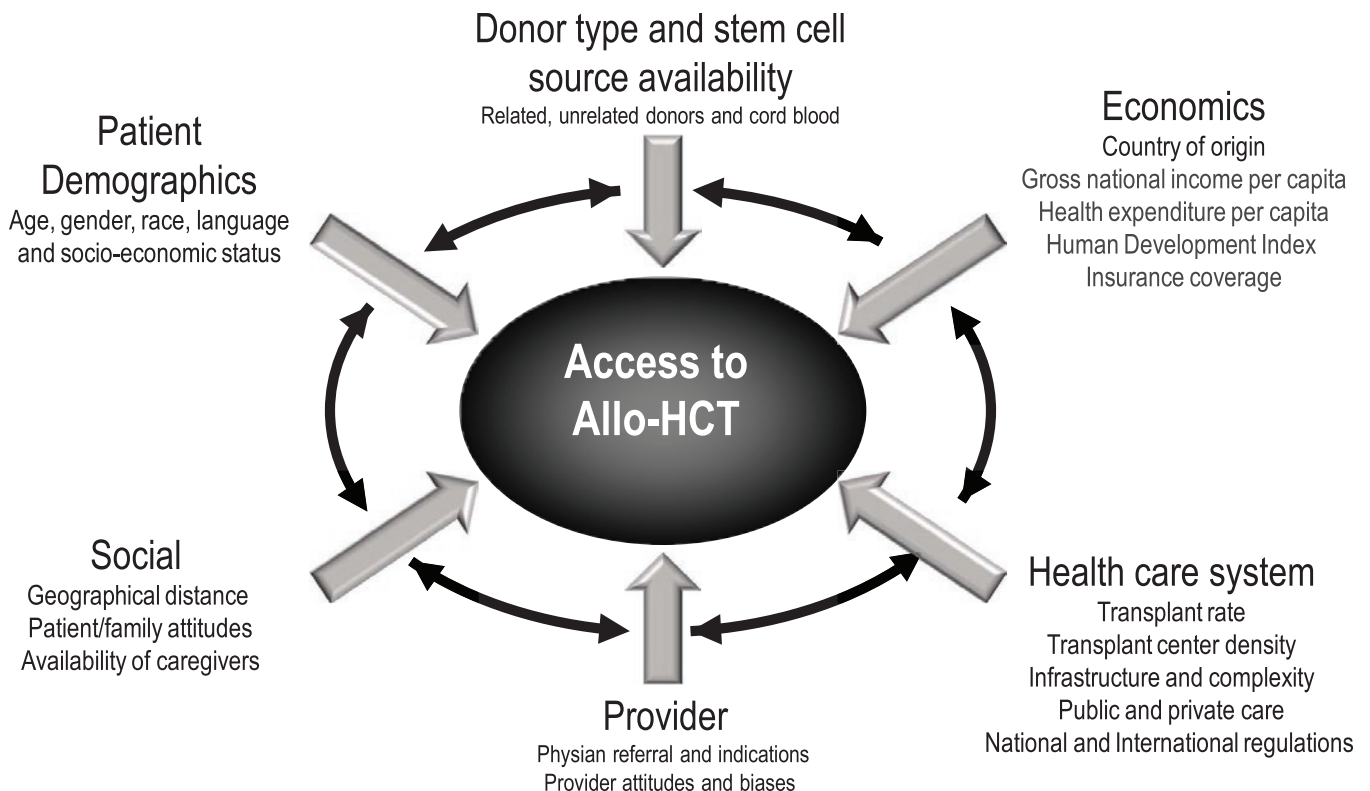 Donor type and stem cell
source availability
Related, unrelated donors and cord blood
Patient
Demographics
Age, gender, race, language
and socio-economic status
Economics
Country of origin
Gross national income per capita
Health expenditure per capita
Human Development Index
Insurance coverage
Access to
Allo-HCT
Social
Geographical distance
Patient/family attitudes
Availability of caregivers
Provider
Physian referral and indications
Provider attitudes and biases
Health care system
Transplant rate
Transplant center density
Infrastructure and complexity
Public and private care
National and International regulations